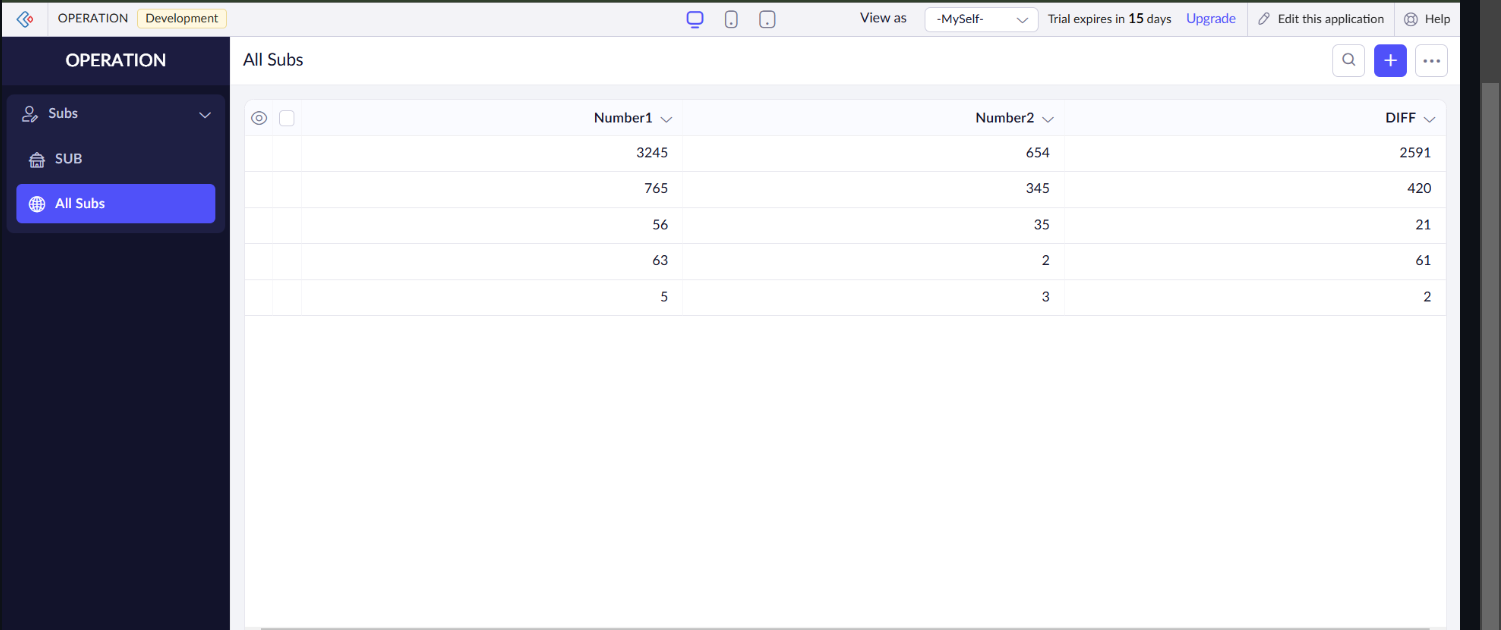 OPERATION Development View as -MySelf- Trial expires in 15 days Upgrade Edit this application Help
OPERATION
All Subs
Subs
SUB
All Subs
Number1 Number2 DIFF
3245 654 2591
765 345 420
56 35 21
63 2 61
5 3 2